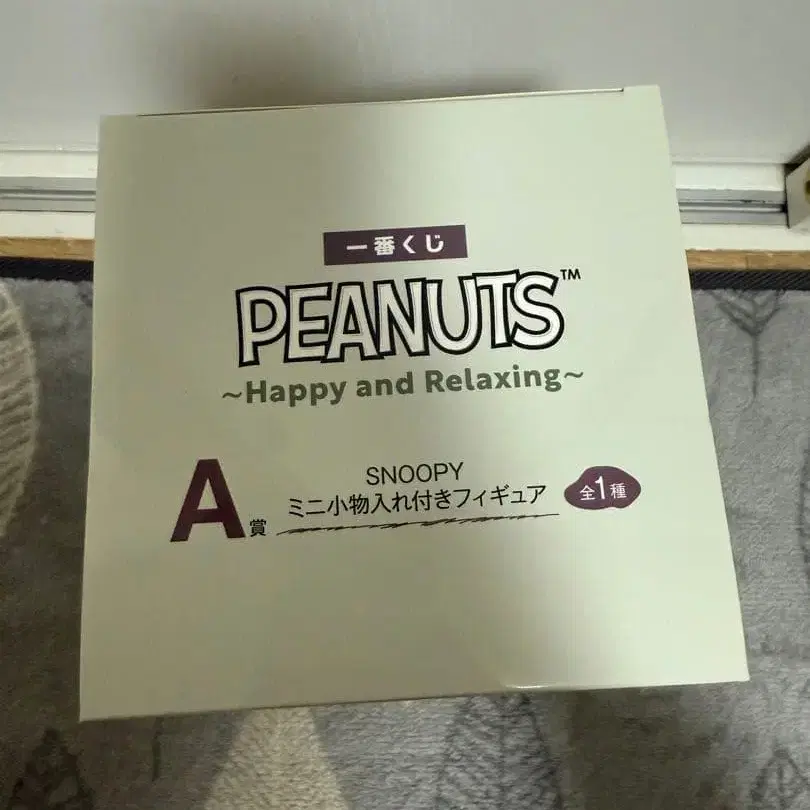 一番くじ
PEANUTS™
~Happy and Relaxing~
A賞
SNOOPY
ミニ小物入れ付きフィギュア
全1種